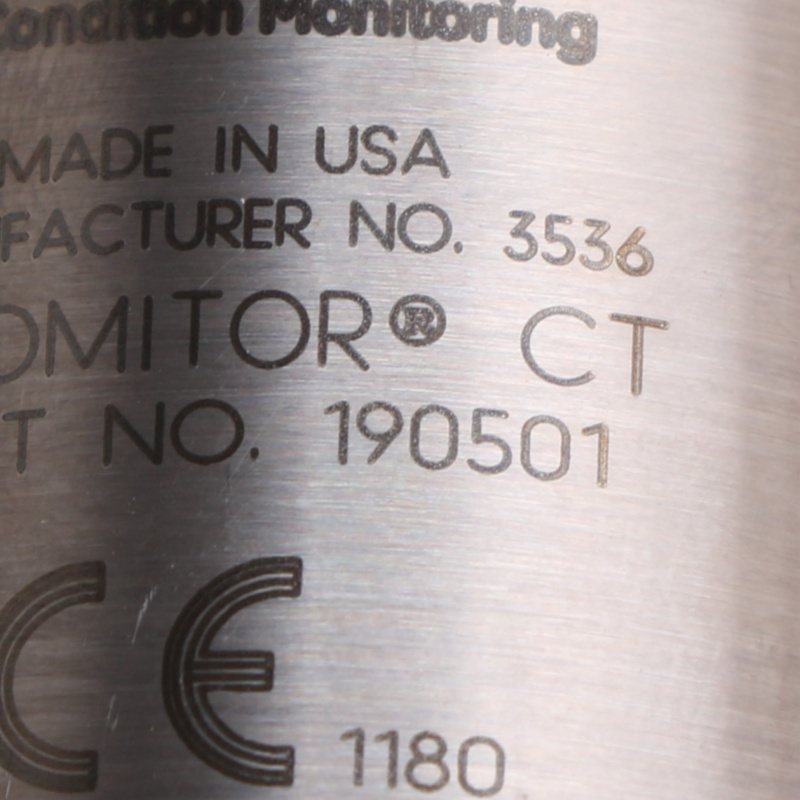 Condition Monitoring
MADE IN USA
FACTURER NO. 3536
OMITOR® CT
T NO. 190501
CE 1180